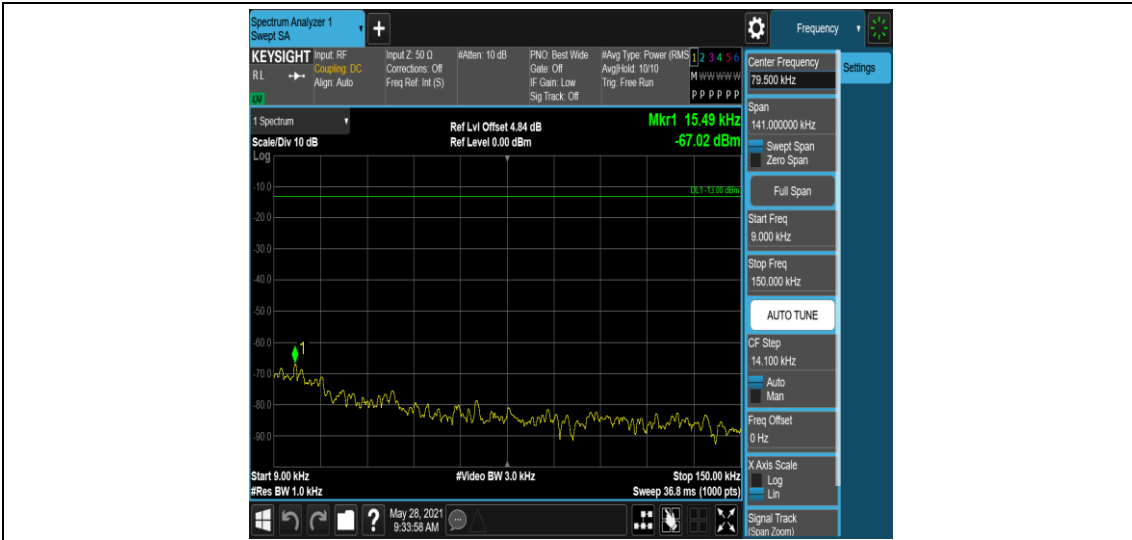 Spectrum Analyzer 1
Swept SA
Frequency
KEYSIGHT
Input: RF
Coupling: DC
Align: Auto
RL
LNI
Input Z: 50 Ω
Corrections: Off
Freq Ref: Int (S)
#Atten: 10 dB
PNO: Best Wide
Gate: Off
IF Gain: Low
Sig Track: Off
#Avg Type: Power (RMS
Avg|Hold: 10/10
Trig: Free Run
1 2 3 4 5 6
M W W W W W
P P P P P P
Center Frequency
79.500 kHz
Settings
Span
141.000000 kHz
Swept Span
Zero Span
Full Span
Start Freq
9.000 kHz
Stop Freq
150.000 kHz
AUTO TUNE
CF Step
14.100 kHz
Auto
Man
Freq Offset
0 Hz
X Axis Scale
Log
Lin
Signal Track
(Span Zoom)
1 Spectrum
Scale/Div 10 dB
Log
Ref Lvl Offset 4.84 dB
Ref Level 0.00 dBm
Mkr1 15.49 kHz
-67.02 dBm
DL1 -13.00 dBm
-10.0
-20.0
-30.0
-40.0
-50.0
-60.0
-70.0
-80.0
-90.0
1
Start 9.00 kHz
#Res BW 1.0 kHz
#Video BW 3.0 kHz
Stop 150.00 kHz
Sweep 36.8 ms (1000 pts)
?
May 28, 2021
9:33:58 AM